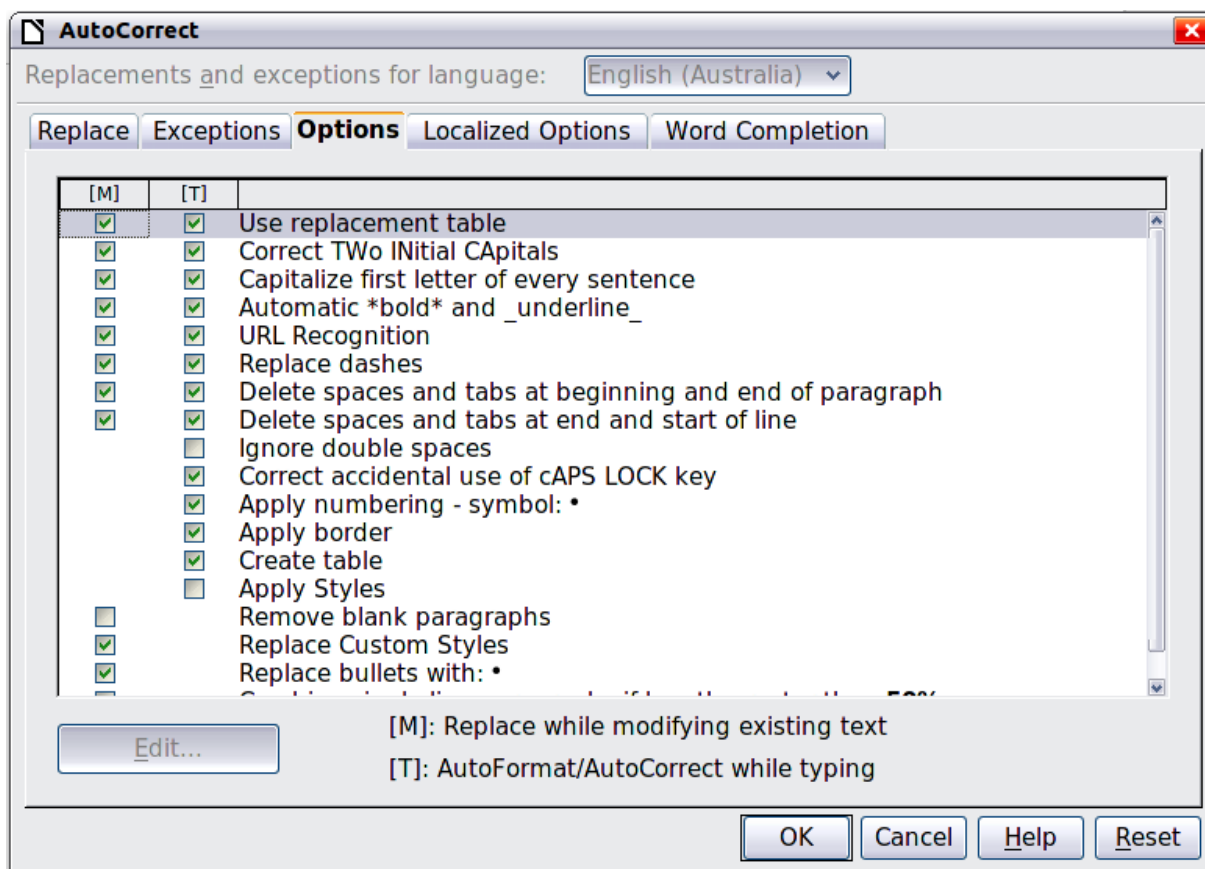 AutoCorrect
Replacements and exceptions for language: English (Australia)
Replace Exceptions Options Localized Options Word Completion
[M] [T]
Use replacement table
Correct TWo INitial CApitals
Capitalize first letter of every sentence
Automatic *bold* and _underline_
URL Recognition
Replace dashes
Delete spaces and tabs at beginning and end of paragraph
Delete spaces and tabs at end and start of line
Ignore double spaces
Correct accidental use of cAPS LOCK key
Apply numbering - symbol: •
Apply border
Create table
Apply Styles
Remove blank paragraphs
Replace Custom Styles
Replace bullets with: •
[M]: Replace while modifying existing text
Edit...
[T]: AutoFormat/AutoCorrect while typing
OK Cancel Help Reset